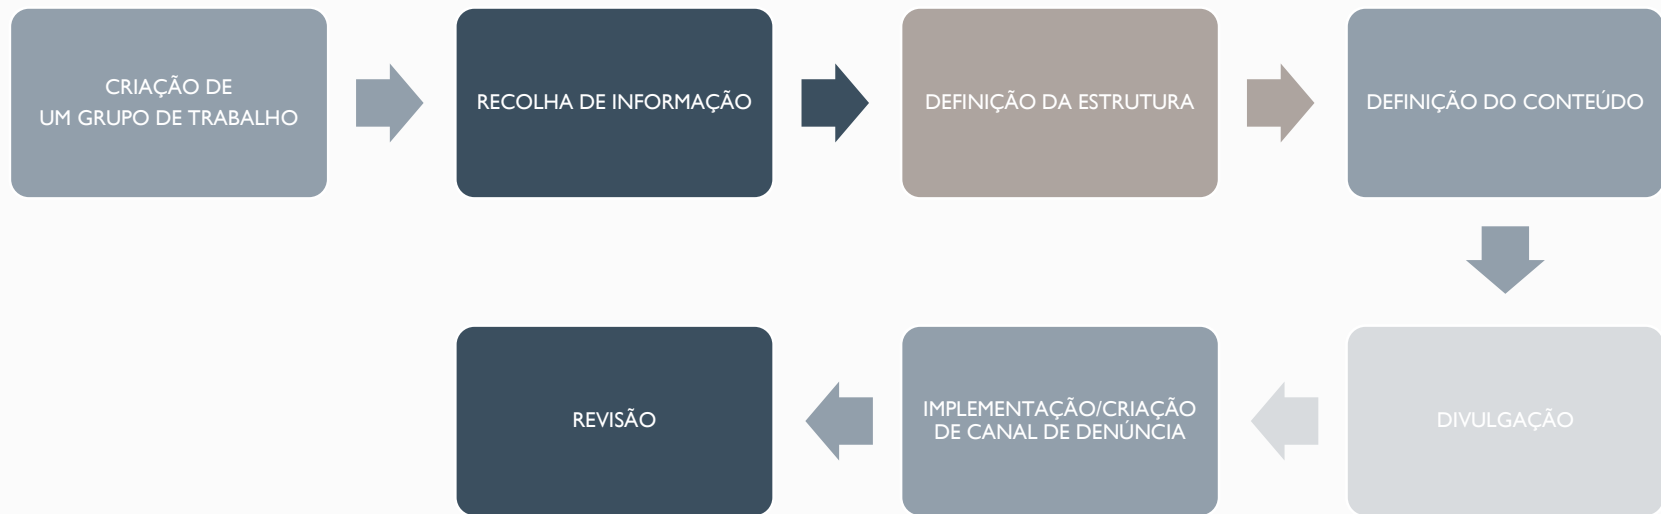 CRIAÇÃO DE
UM GRUPO DE TRABALHO
RECOLHA DE INFORMAÇÃO
DEFINIÇÃO DA ESTRUTURA
DEFINIÇÃO DO CONTEÚDO
DIVULGAÇÃO
IMPLEMENTAÇÃO/CRIAÇÃO
DE CANAL DE DENÚNCIA
REVISÃO